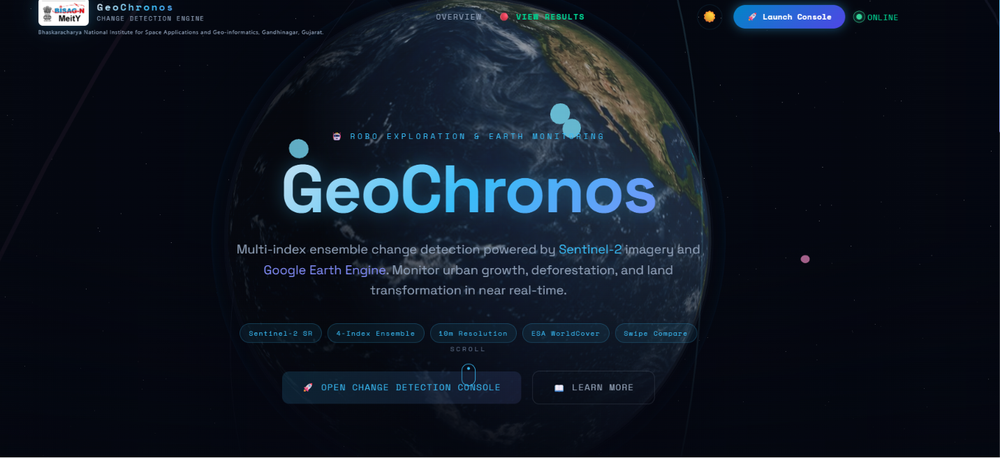 BISAG-N
MeitY
GeoChronos
CHANGE DETECTION ENGINE
Bhaskaracharya National Institute for Space Applications and Geo-informatics, Gandhinagar, Gujarat.
OVERVIEW
VIEW RESULTS
Launch Console
ONLINE
ROBO EXPLORATION & EARTH MONITORING
GeoChronos
Multi-index ensemble change detection powered by Sentinel-2 imagery and
Google Earth Engine. Monitor urban growth, deforestation, and land
transformation in near real-time.
Sentinel-2 SR
4-Index Ensemble
10m Resolution
ESA WorldCover
Swipe Compare
SCROLL
OPEN CHANGE DETECTION CONSOLE
LEARN MORE